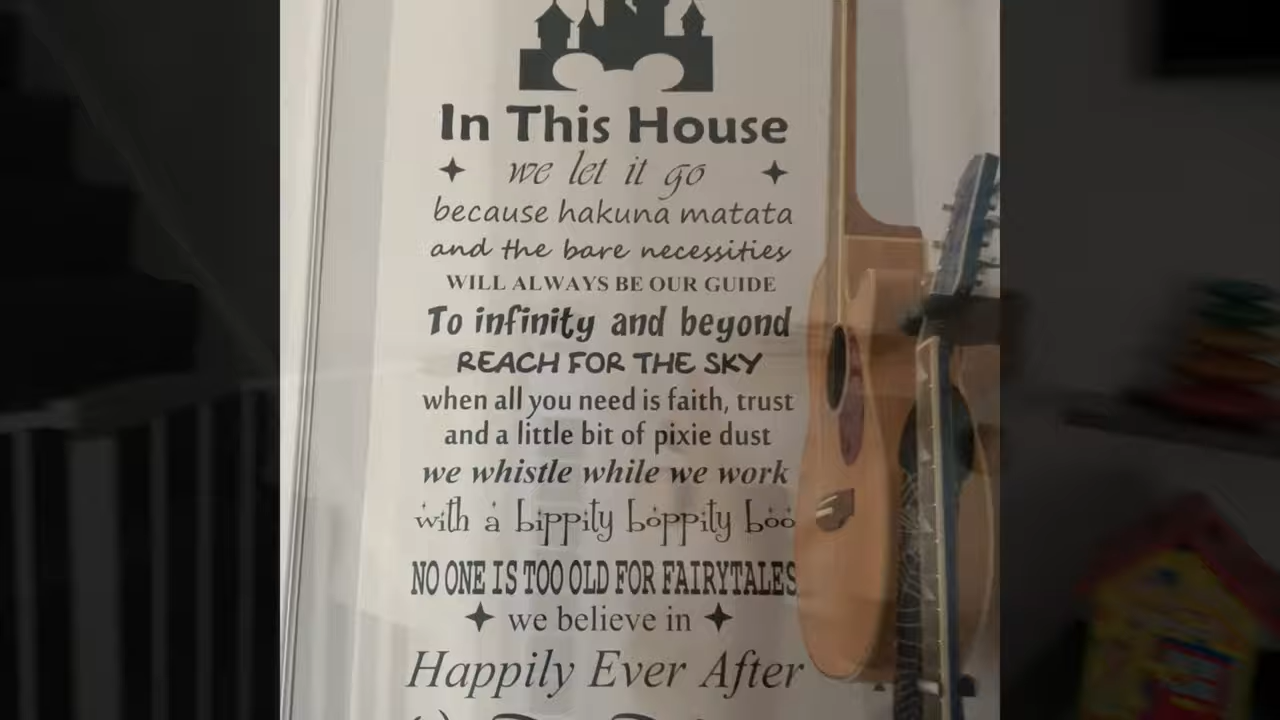 In This House
we let it go
because hakuna matata
and the bare necessities
WILL ALWAYS BE OUR GUIDE
To infinity and beyond
REACH FOR THE SKY
when all you need is faith, trust
and a little bit of pixie dust
we whistle while we work
with a bippity boppity boo
NO ONE IS TOO OLD FOR FAIRYTALES
we believe in
Happily Ever After